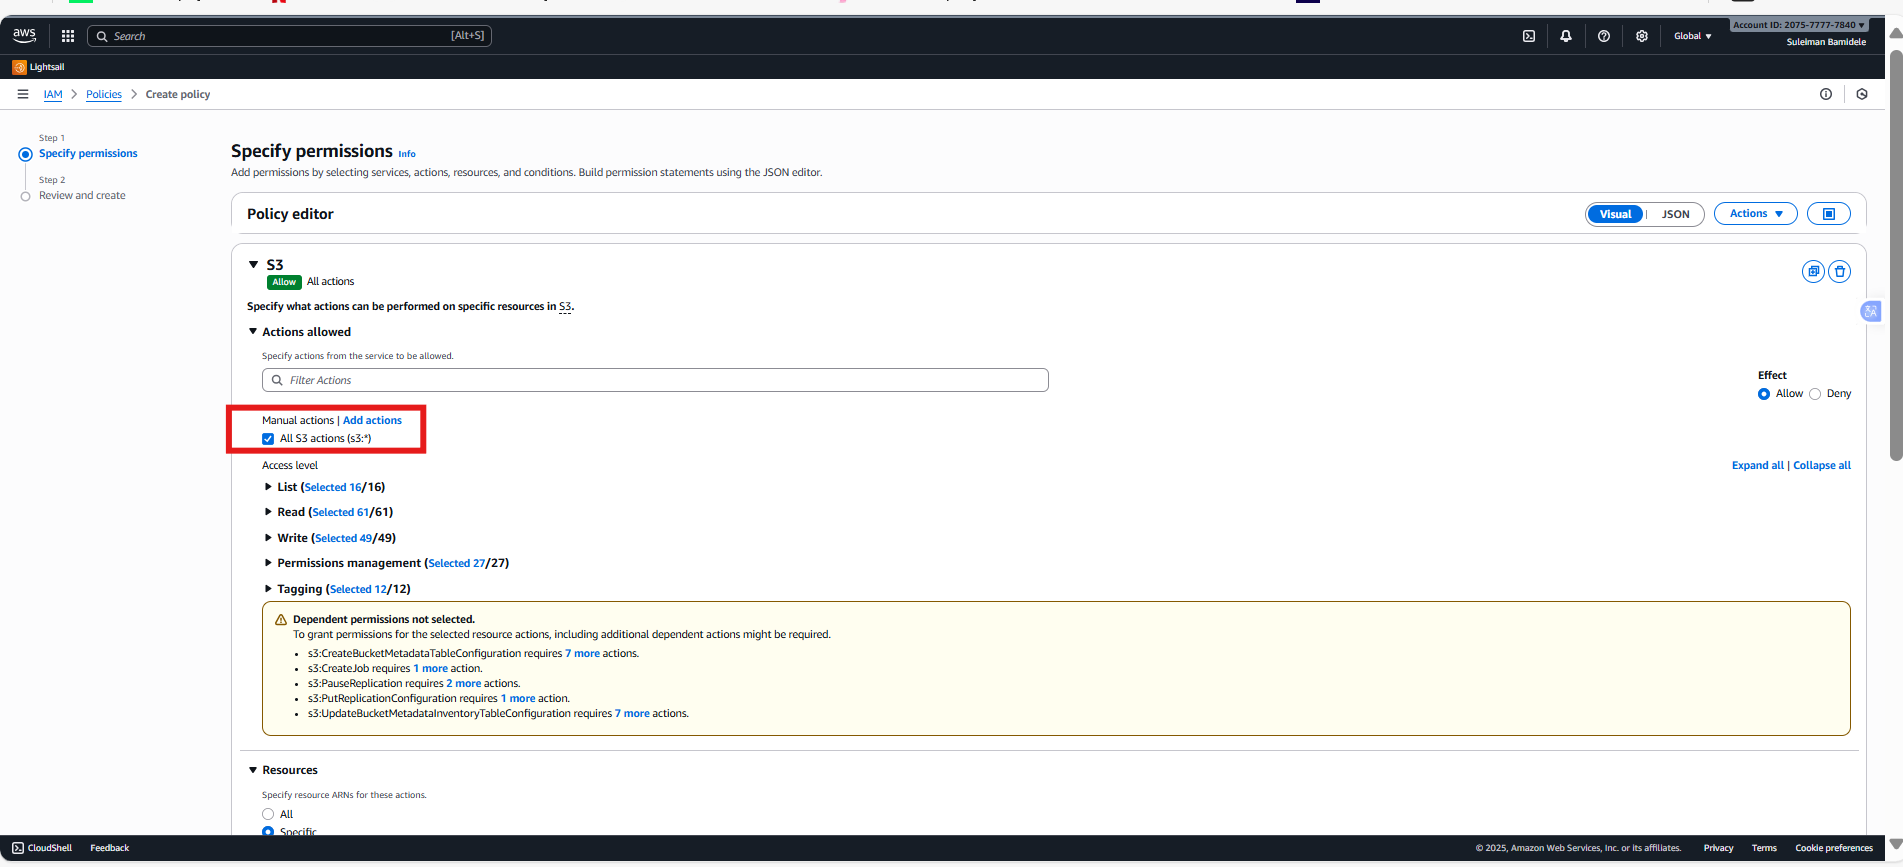 aws
Search
[Alt+S]
Global
Account ID: 2075-7777-7840
Suleiman Bamidele
Lightsail
IAM > Policies > Create policy
Step 1
Specify permissions
Step 2
Review and create
Specify permissions Info
Add permissions by selecting services, actions, resources, and conditions. Build permission statements using the JSON editor.
Policy editor
Visual | JSON
Actions
S3
Allow All actions
Specify what actions can be performed on specific resources in S3.
Actions allowed
Specify actions from the service to be allowed.
Filter Actions
Effect
Allow Deny
Manual actions | Add actions
All S3 actions (s3:*)
Access level
Expand all | Collapse all
List (Selected 16/16)
Read (Selected 61/61)
Write (Selected 49/49)
Permissions management (Selected 27/27)
Tagging (Selected 12/12)
Dependent permissions not selected.
To grant permissions for the selected resource actions, including additional dependent actions might be required.
• s3:CreateBucketMetadataTableConfiguration requires 7 more actions.
• s3:CreateJob requires 1 more action.
• s3:PauseReplication requires 2 more actions.
• s3:PutReplicationConfiguration requires 1 more action.
• s3:UpdateBucketMetadataInventoryTableConfiguration requires 7 more actions.
Resources
Specify resource ARNs for these actions.
All
Specific
CloudShell Feedback
© 2025, Amazon Web Services, Inc. or its affiliates. Privacy Terms Cookie preferences